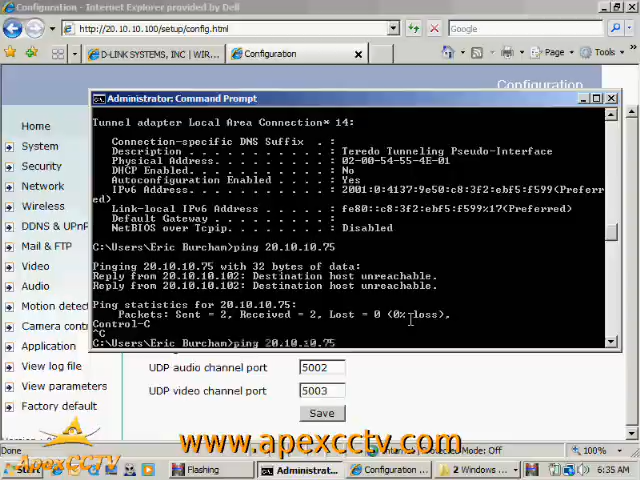 Configuration - Internet Explorer provided by Dell
http://20.10.10.100/setup/config.html
Google
D-LINK SYSTEMS, INC | WIR...
Configuration
Page
Tools
Configuration
Home
System
Security
Network
Wireless
DDNS & UPnP
Mail & FTP
Video
Audio
Motion detect
Camera contr
Application
View log file
View parameters
Factory default
Administrator: Command Prompt
Tunnel adapter Local Area Connection* 14:
Connection-specific DNS Suffix . :
Description . . . . . . . . . . . : Teredo Tunneling Pseudo-Interface
Physical Address. . . . . . . . . : 02-00-54-55-4E-01
DHCP Enabled. . . . . . . . . . . : No
Autoconfiguration Enabled . . . . : Yes
IPv6 Address. . . . . . . . . . . : 2001:0:4137:9e50:c8:3f2:ebf5:f599(Preferr
ed)
Link-local IPv6 Address . . . . . : fe80::c8:3f2:ebf5:f599%17(Preferred)
Default Gateway . . . . . . . . . :
NetBIOS over Tcpip. . . . . . . . : Disabled
C:\Users\Eric Burchan>ping 20.10.10.75
Pinging 20.10.10.75 with 32 bytes of data:
Reply from 20.10.10.102: Destination host unreachable.
Reply from 20.10.10.102: Destination host unreachable.
Ping statistics for 20.10.10.75:
Packets: Sent = 2, Received = 2, Lost = 0 (0% loss),
Control-C
^C
C:\Users\Eric Burchan>ping 20.10.10.75
UDP audio channel port 5002
UDP video channel port 5003
Save
www.apexcctv.com
ApexCCTV
Done
Mode: Off
100%
Start
Flashing
Administrat...
Configuration ...
2 Windows ...
6:35 AM